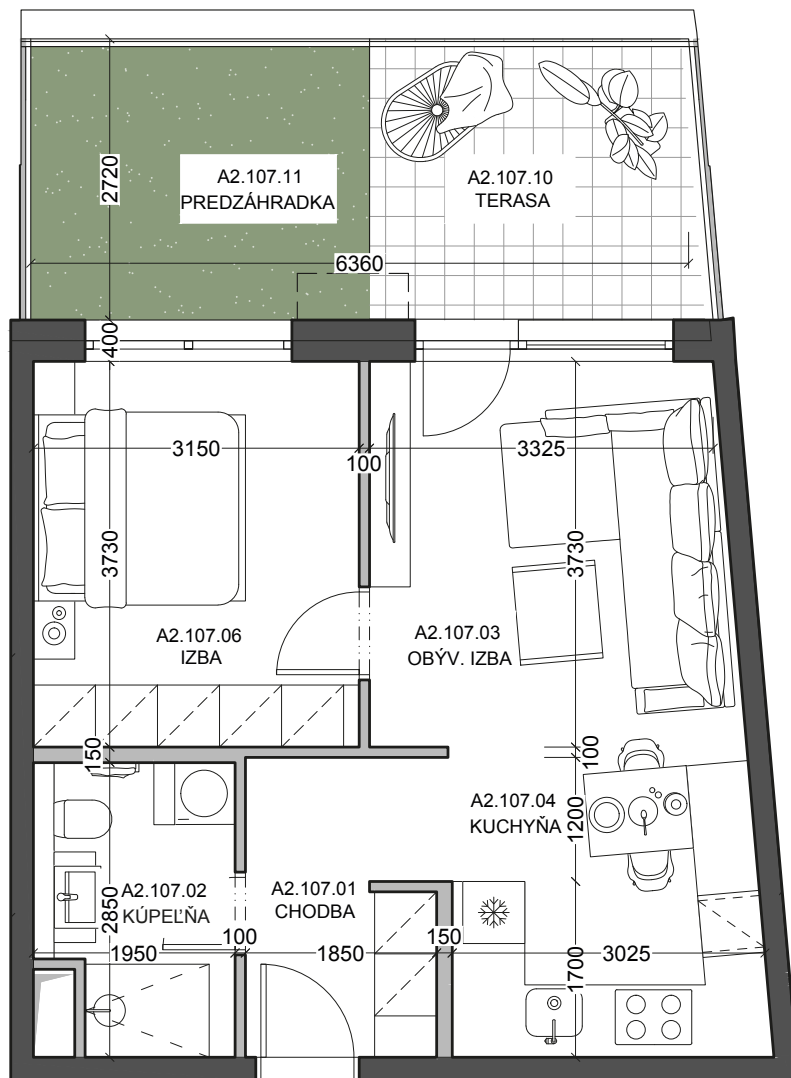 2720
A2.107.11
PREDZÁHRADKA
A2.107.10
TERASA
6360
400
3150
100
3325
3730
3730
A2.107.06
IZBA
A2.107.03
OBÝV. IZBA
150
100
A2.107.04
KUCHYŇA
1200
A2.107.02
KÚPEĽŇA
A2.107.01
CHODBA
2850
1950
100
1850
150
3025
1700